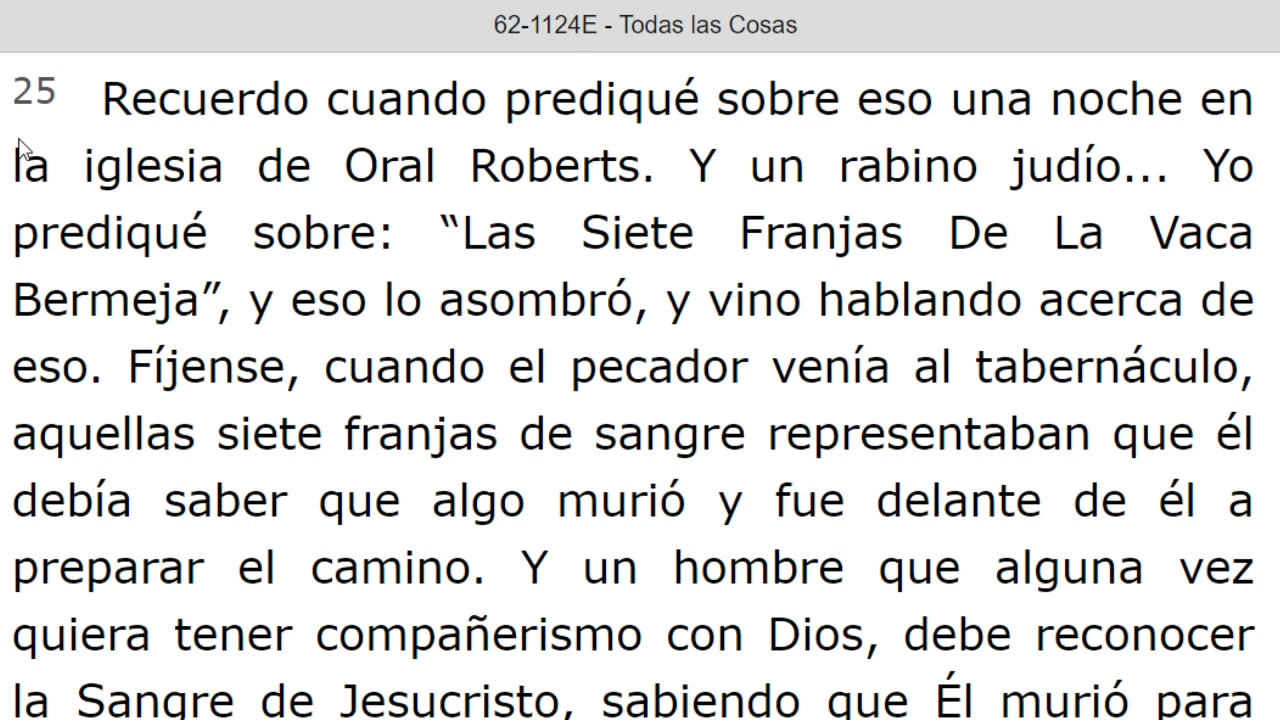 62-1124E - Todas las Cosas
25 Recuerdo cuando prediqué sobre eso una noche en
la iglesia de Oral Roberts. Y un rabino judío... Yo
prediqué sobre: “Las Siete Franjas De La Vaca
Bermeja”, y eso lo asombró, y vino hablando acerca de
eso. Fíjense, cuando el pecador venía al tabernáculo,
aquellas siete franjas de sangre representaban que él
debía saber que algo murió y fue delante de él a
preparar el camino. Y un hombre que alguna vez
quiera tener compañerismo con Dios, debe reconocer
la Sangre de Jesucristo, sabiendo que Él murió para